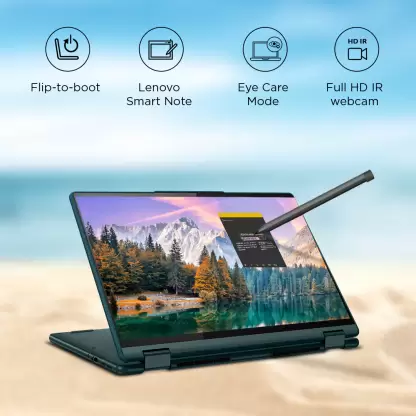 HD IR
Flip-to-boot
Lenovo
Smart Note
Eye Care
Mode
Full HD IR
webcam